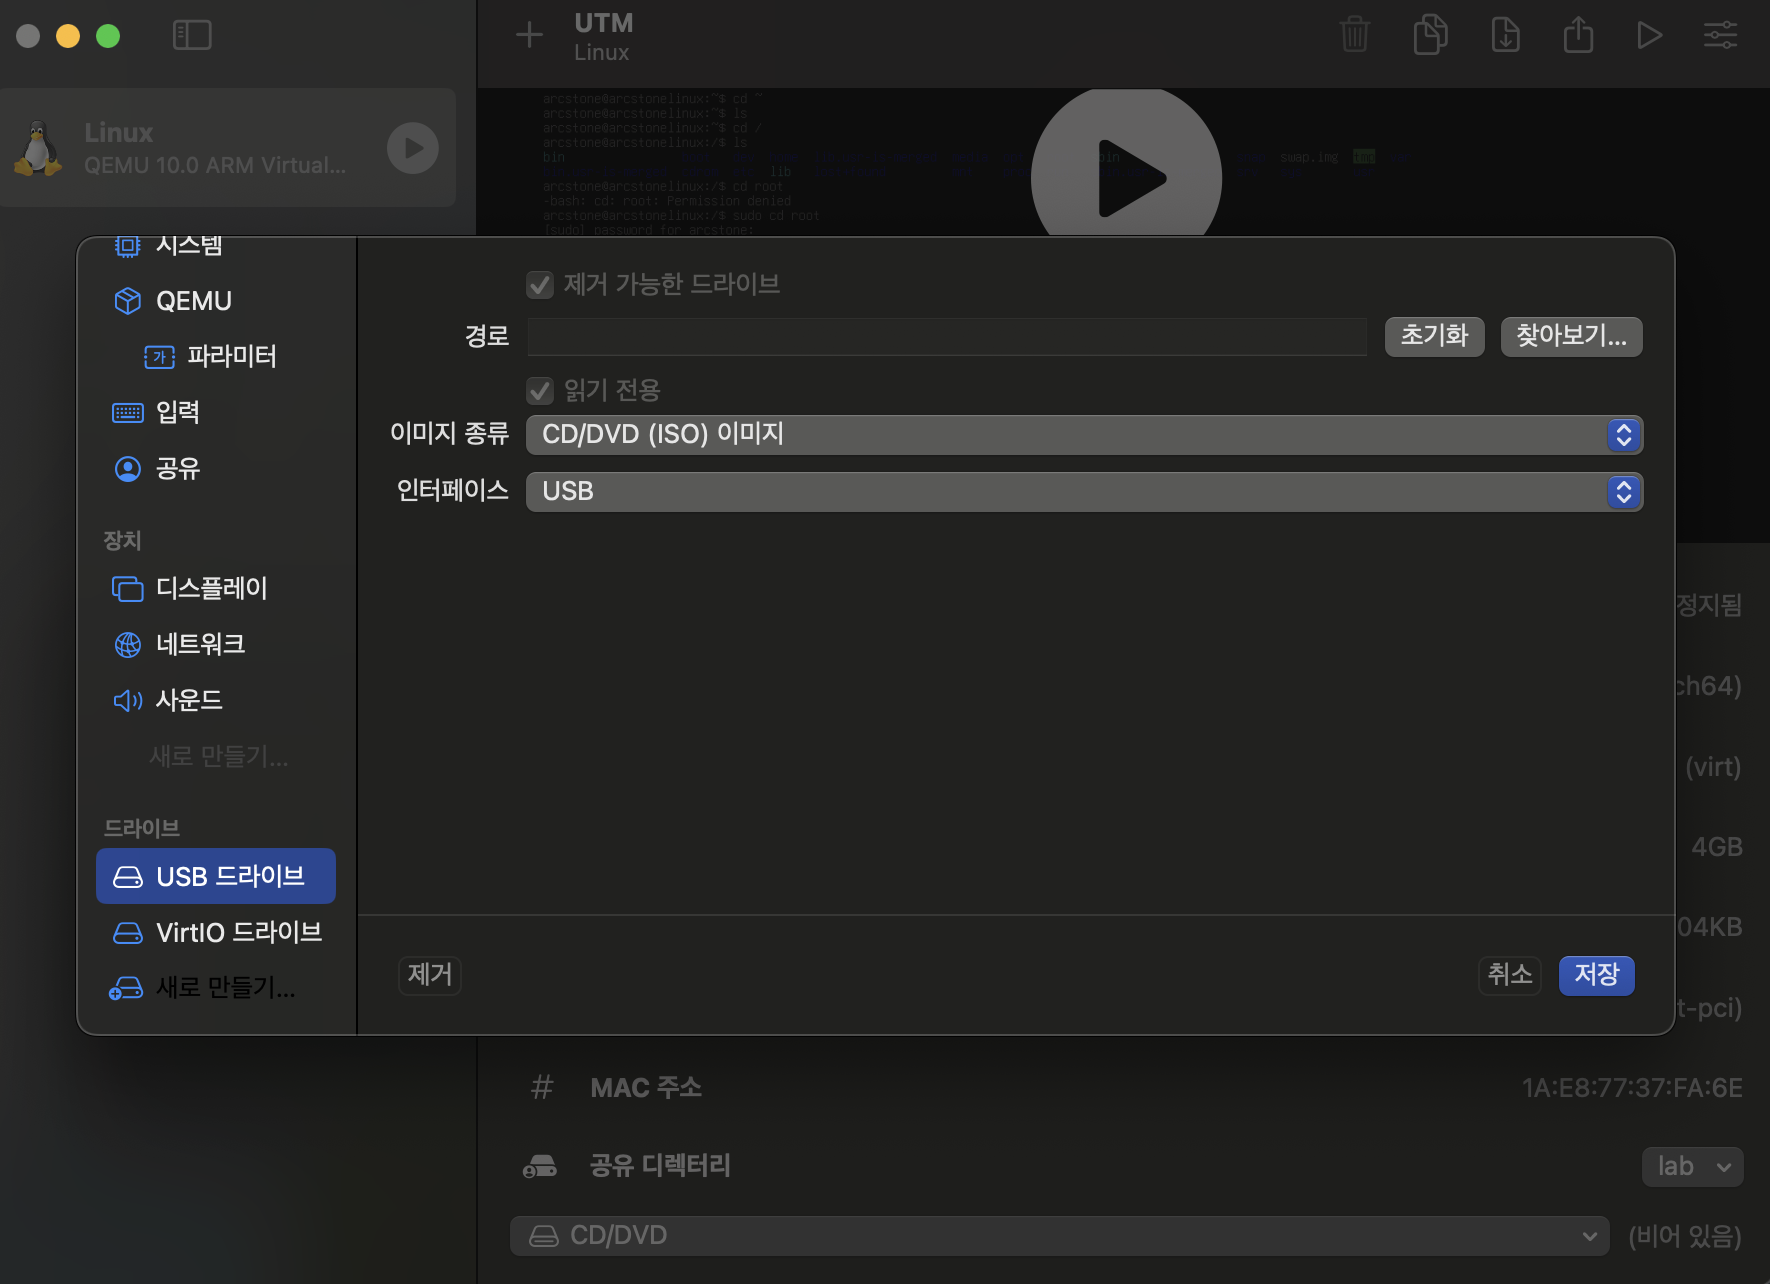 UTM
Linux
Linux
QEMU 10.0 ARM Virtual...
arcstone@arcstonelinux:~$ cd ~
arcstone@arcstonelinux:~$ ls
arcstone@arcstonelinux:~$ cd /
arcstone@arcstonelinux:/$ ls
bin
bin
swap.img
tmp
lib
arcstone@arcstonelinux:/$ cd root
-bash: cd: root: Permission denied
arcstone@arcstonelinux:/$ sudo cd root
[sudo] password for arcstone:
시스템
QEMU
가
파라미터
입력
공유
장치
디스플레이
네트워크
사운드
새로 만들기...
드라이브
USB 드라이브
VirtIO 드라이브
새로 만들기...
제거 가능한 드라이브
경로
초기화
찾아보기...
읽기 전용
이미지 종류
CD/DVD (ISO) 이미지
인터페이스
USB
제거
취소
저장
정지됨
ch64)
(virt)
4GB
04KB
t-pci)
# MAC 주소
1A:E8:77:37:FA:6E
공유 디렉터리
lab
CD/DVD
(비어 있음)